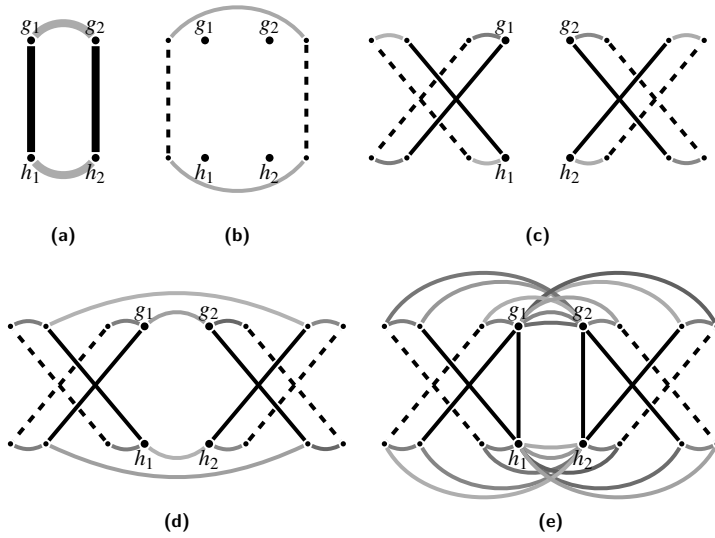 g1 g2 g1 g2 g1 g2
h1 h2 h1 h2 h1 h2
(a) (b) (c)
g1 g2 g1 g2
h1 h2 h1 h2
(d) (e)